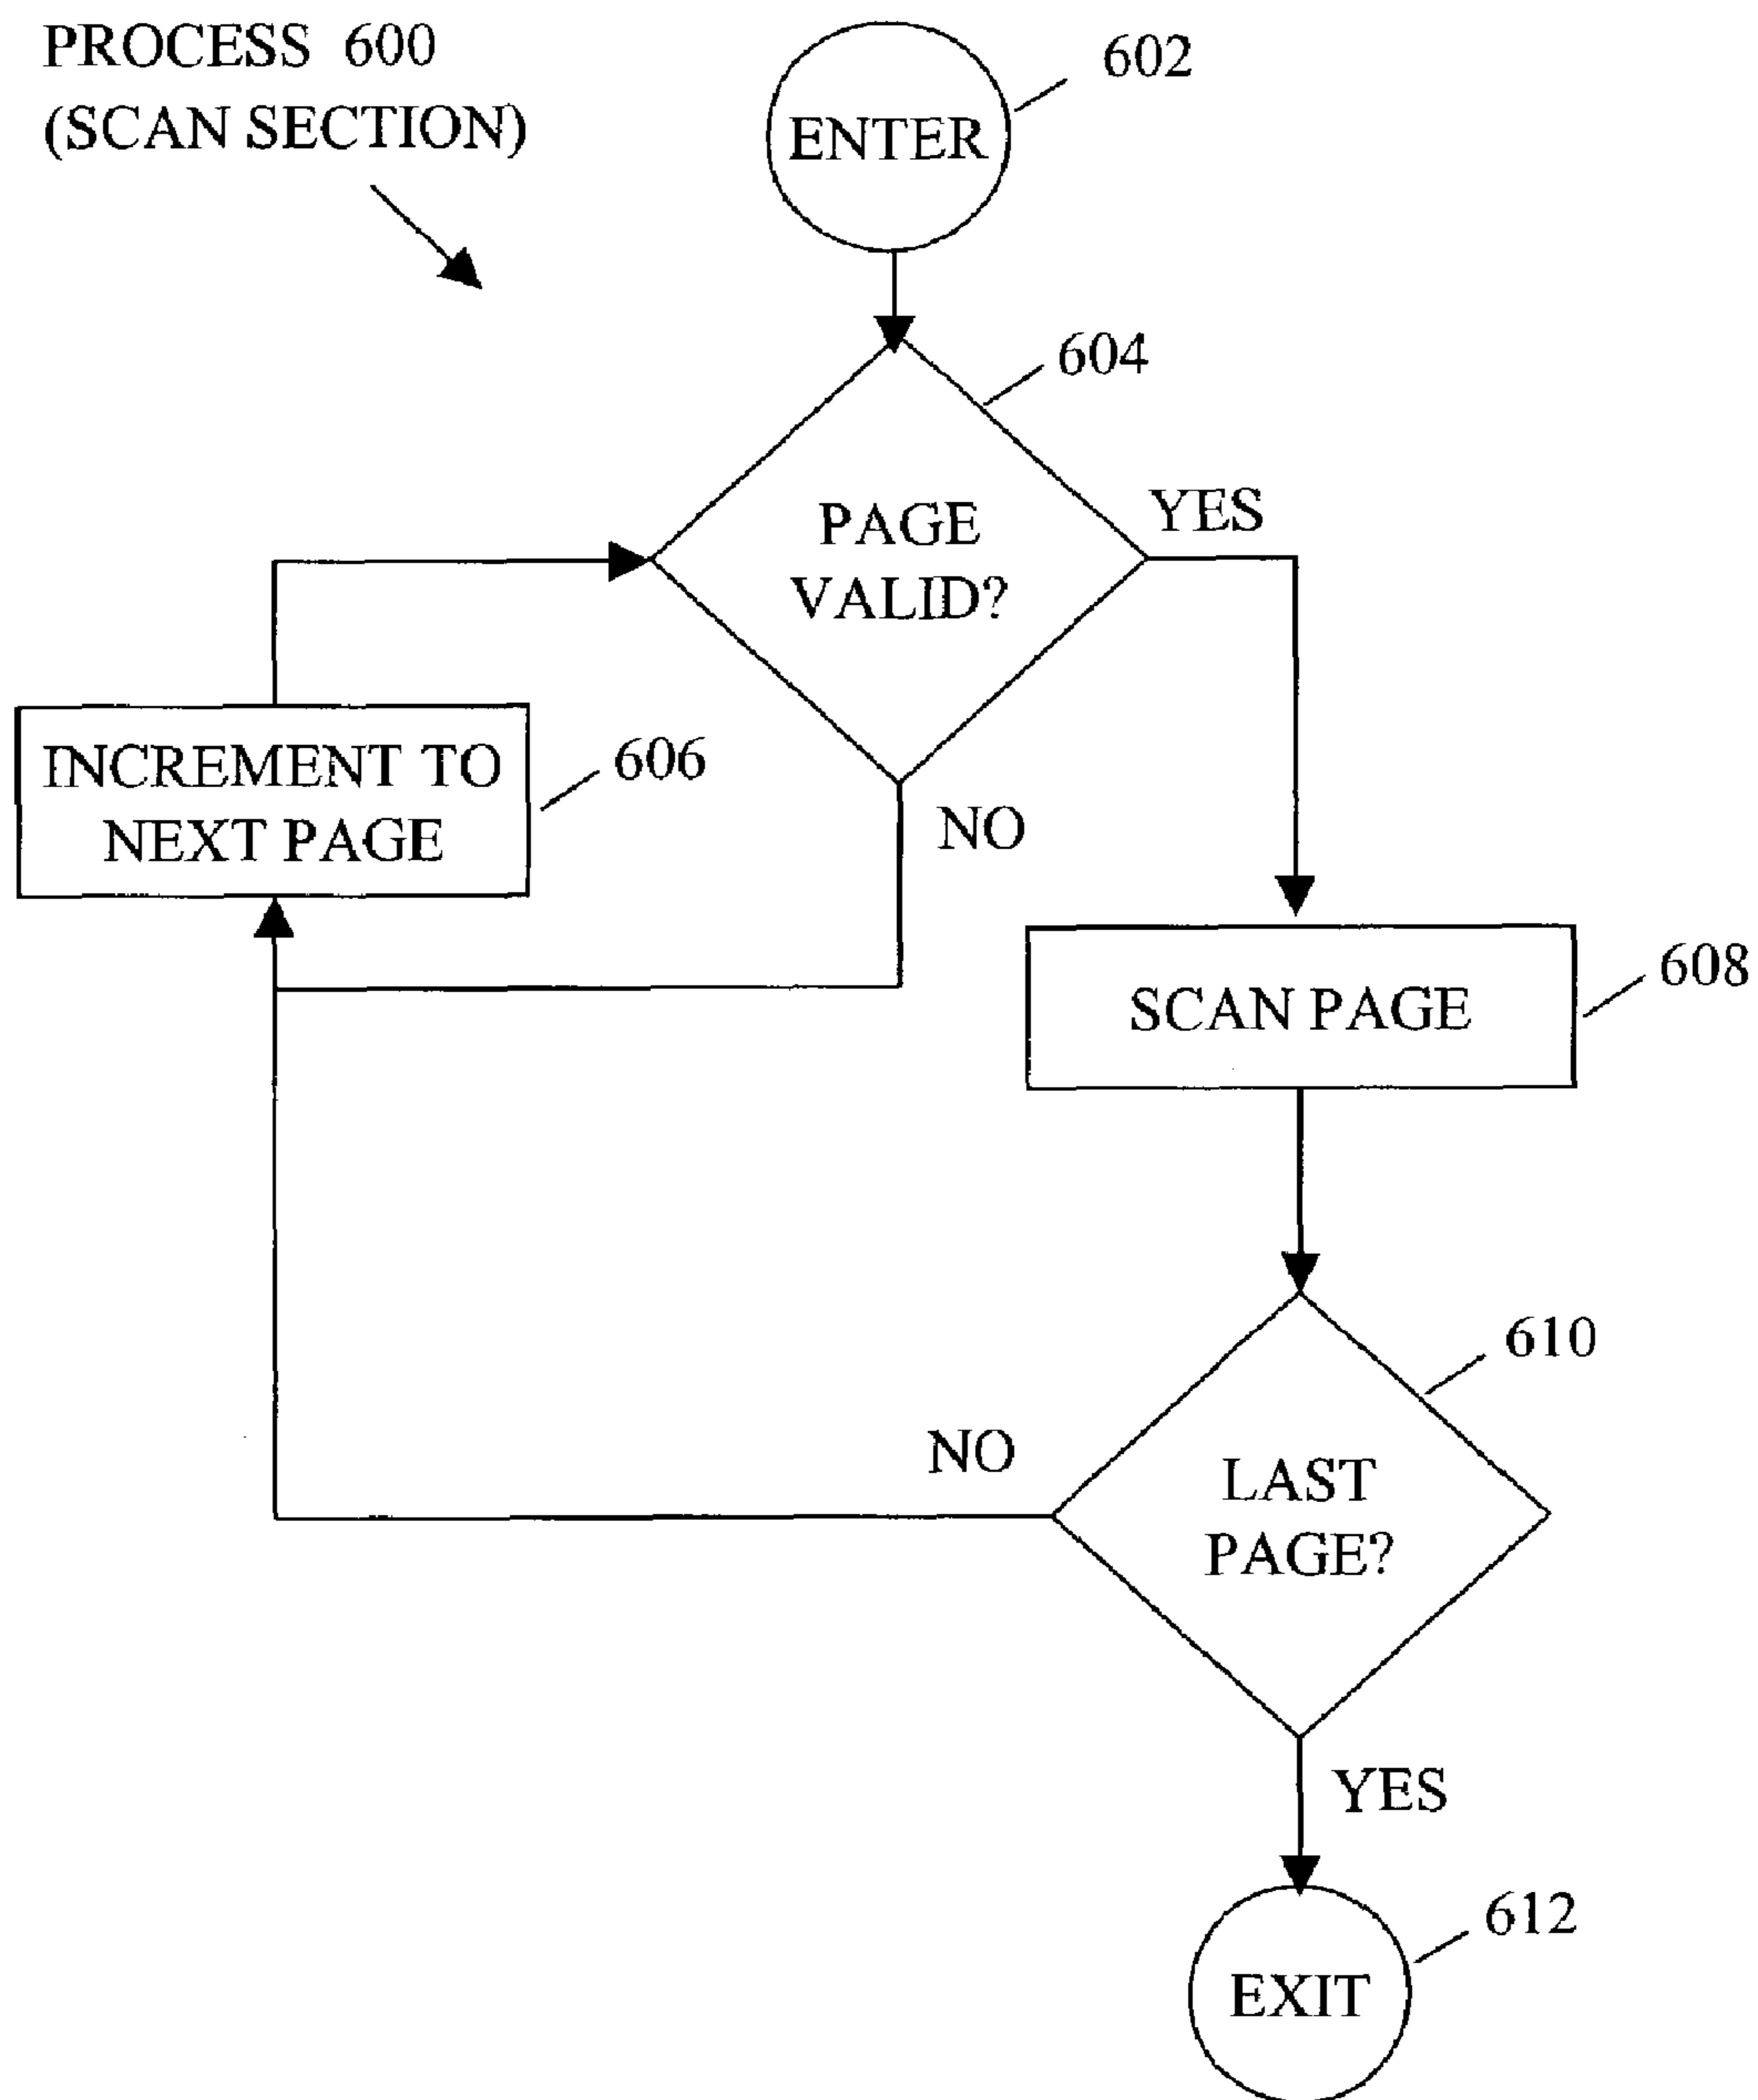 PROCESS 600
(SCAN SECTION)
602
ENTER
604
PAGE
VALID?
YES
NO
INCREMENT TO
NEXT PAGE
606
SCAN PAGE
608
610
LAST
PAGE?
NO
YES
612
EXIT